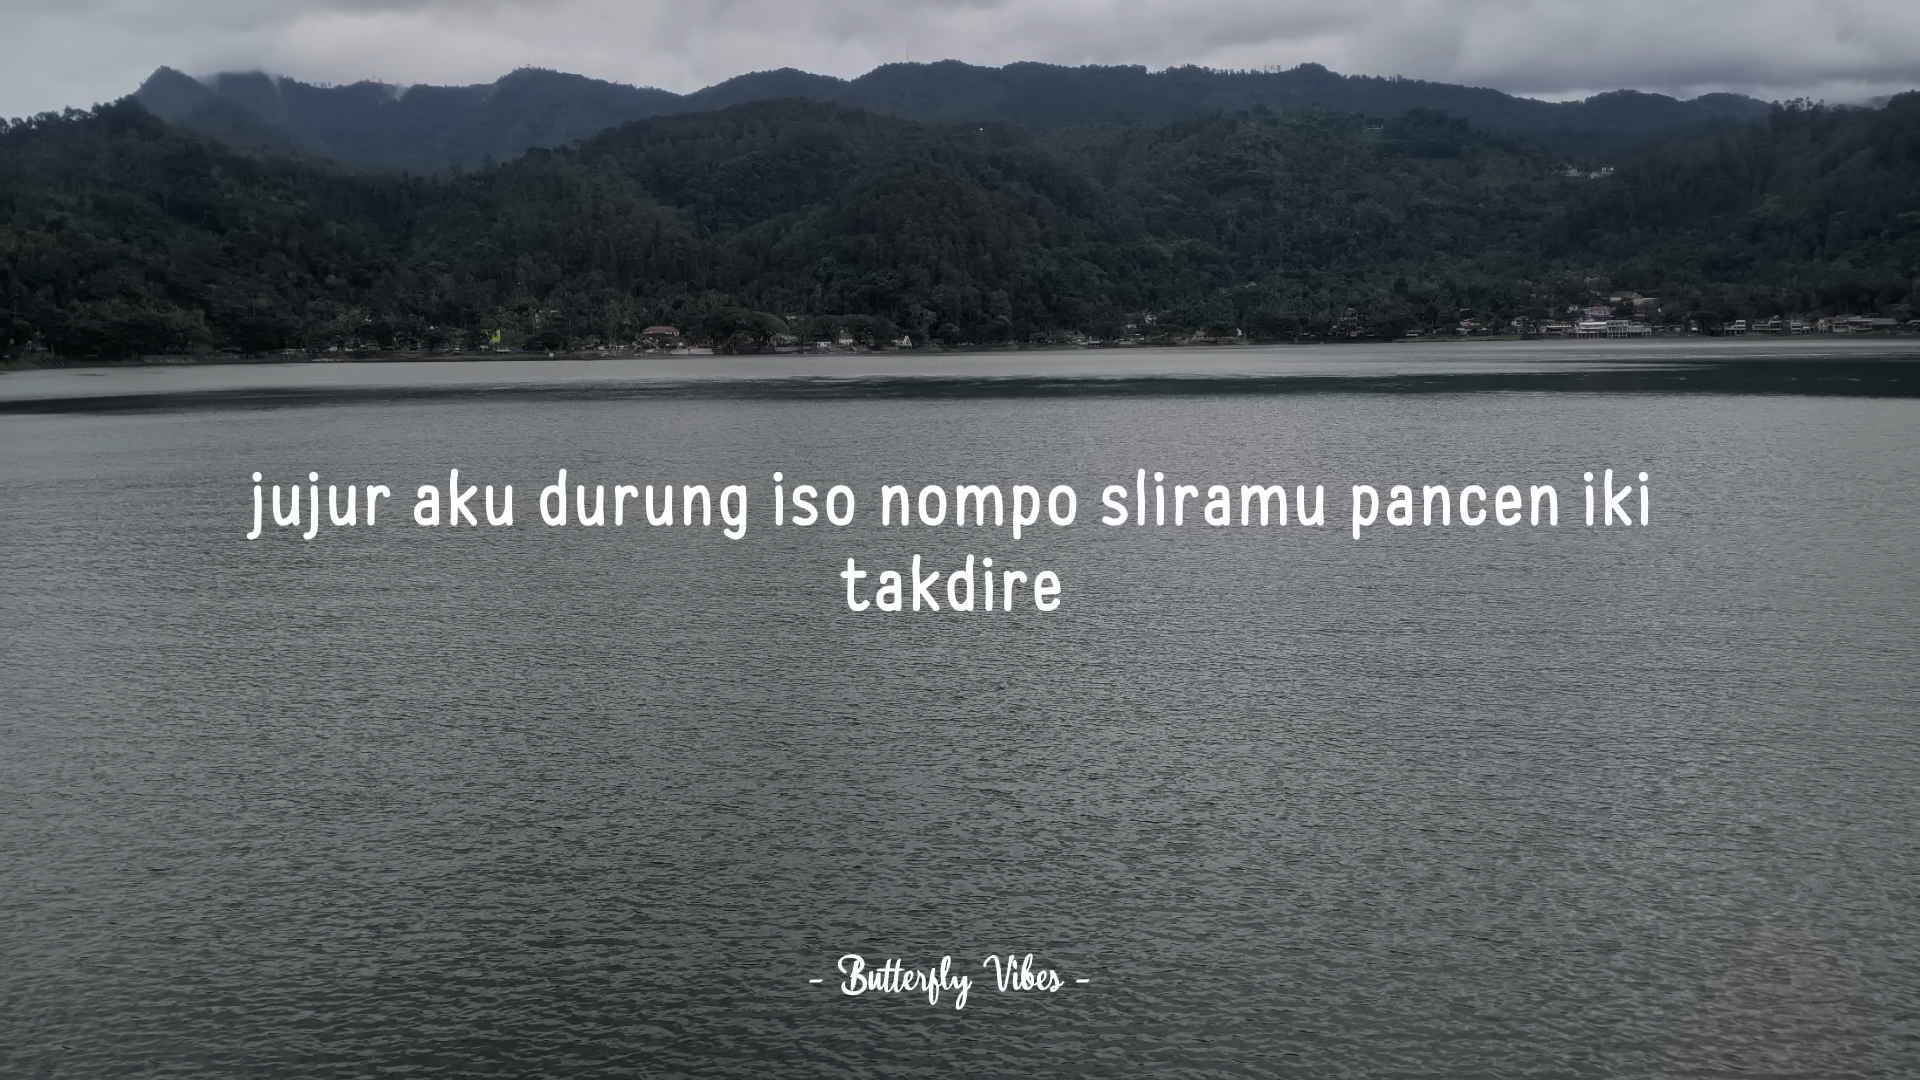 jujur aku durung iso nompo sliramu pancen iki
takdire
- Butterfly Vibes -